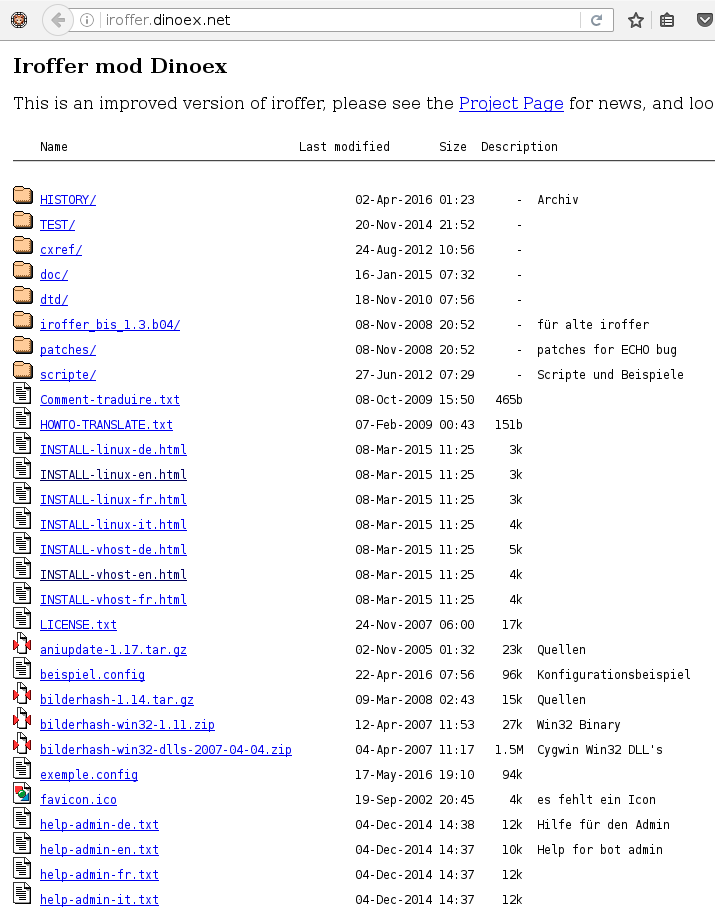 iroffer.dinoex.net
Iroffer mod Dinoex
This is an improved version of iroffer, please see the Project Page for news, and loo
Name Last modified Size Description
HISTORY/ 02-Apr-2016 01:23 - Archiv
TEST/ 20-Nov-2014 21:52 -
cxref/ 24-Aug-2012 10:56 -
doc/ 16-Jan-2015 07:32 -
dtd/ 18-Nov-2010 07:56 -
iroffer_bis_1.3.b04/ 08-Nov-2008 20:52 - für alte iroffer
patches/ 08-Nov-2008 20:52 - patches for ECHO bug
scripte/ 27-Jun-2012 07:29 - Scripte und Beispiele
Comment-traduire.txt 08-Oct-2009 15:50 465b
HOWTO-TRANSLATE.txt 07-Feb-2009 00:43 151b
INSTALL-linux-de.html 08-Mar-2015 11:25 3k
INSTALL-linux-en.html 08-Mar-2015 11:25 3k
INSTALL-linux-fr.html 08-Mar-2015 11:25 3k
INSTALL-linux-it.html 08-Mar-2015 11:25 4k
INSTALL-vhost-de.html 08-Mar-2015 11:25 5k
INSTALL-vhost-en.html 08-Mar-2015 11:25 4k
INSTALL-vhost-fr.html 08-Mar-2015 11:25 4k
LICENSE.txt 24-Nov-2007 06:00 17k
aniupdate-1.17.tar.gz 02-Nov-2005 01:32 23k Quellen
beispiel.config 22-Apr-2016 07:56 96k Konfigurationsbeispiel
bilderhash-1.14.tar.gz 09-Mar-2008 02:43 15k Quellen
bilderhash-win32-1.11.zip 12-Apr-2007 11:53 27k Win32 Binary
bilderhash-win32-dlls-2007-04-04.zip 04-Apr-2007 11:17 1.5M Cygwin Win32 DLL's
exemple.config 17-May-2016 19:10 94k
favicon.ico 19-Sep-2002 20:45 4k es fehlt ein Icon
help-admin-de.txt 04-Dec-2014 14:38 12k Hilfe für den Admin
help-admin-en.txt 04-Dec-2014 14:37 10k Help for bot admin
help-admin-fr.txt 04-Dec-2014 14:37 12k
help-admin-it.txt 04-Dec-2014 14:37 12k